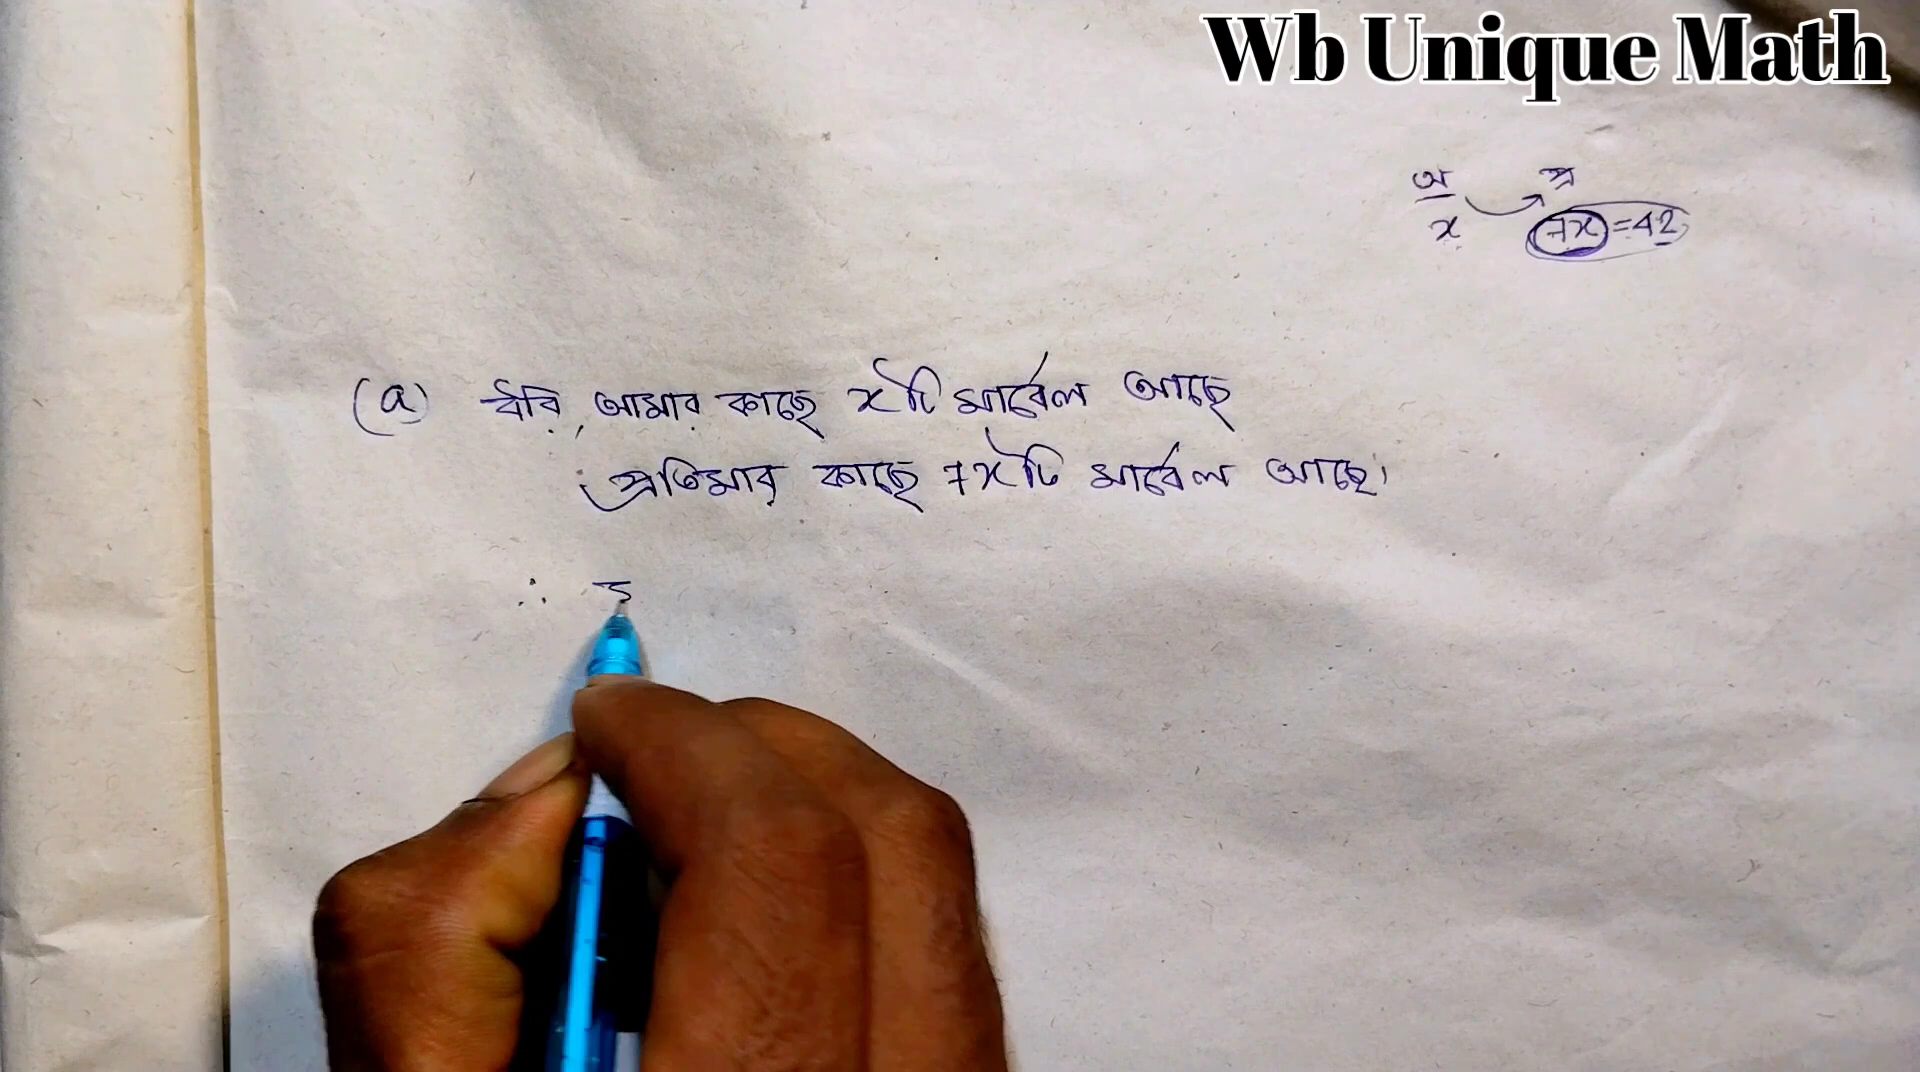 Wb Unique Math
অ প্র
x 7x = 42
(a) ধরি, আমার কাছে xটি মার্বেল আছে
প্রতিমার কাছে 7xটি মার্বেল আছে।
∴